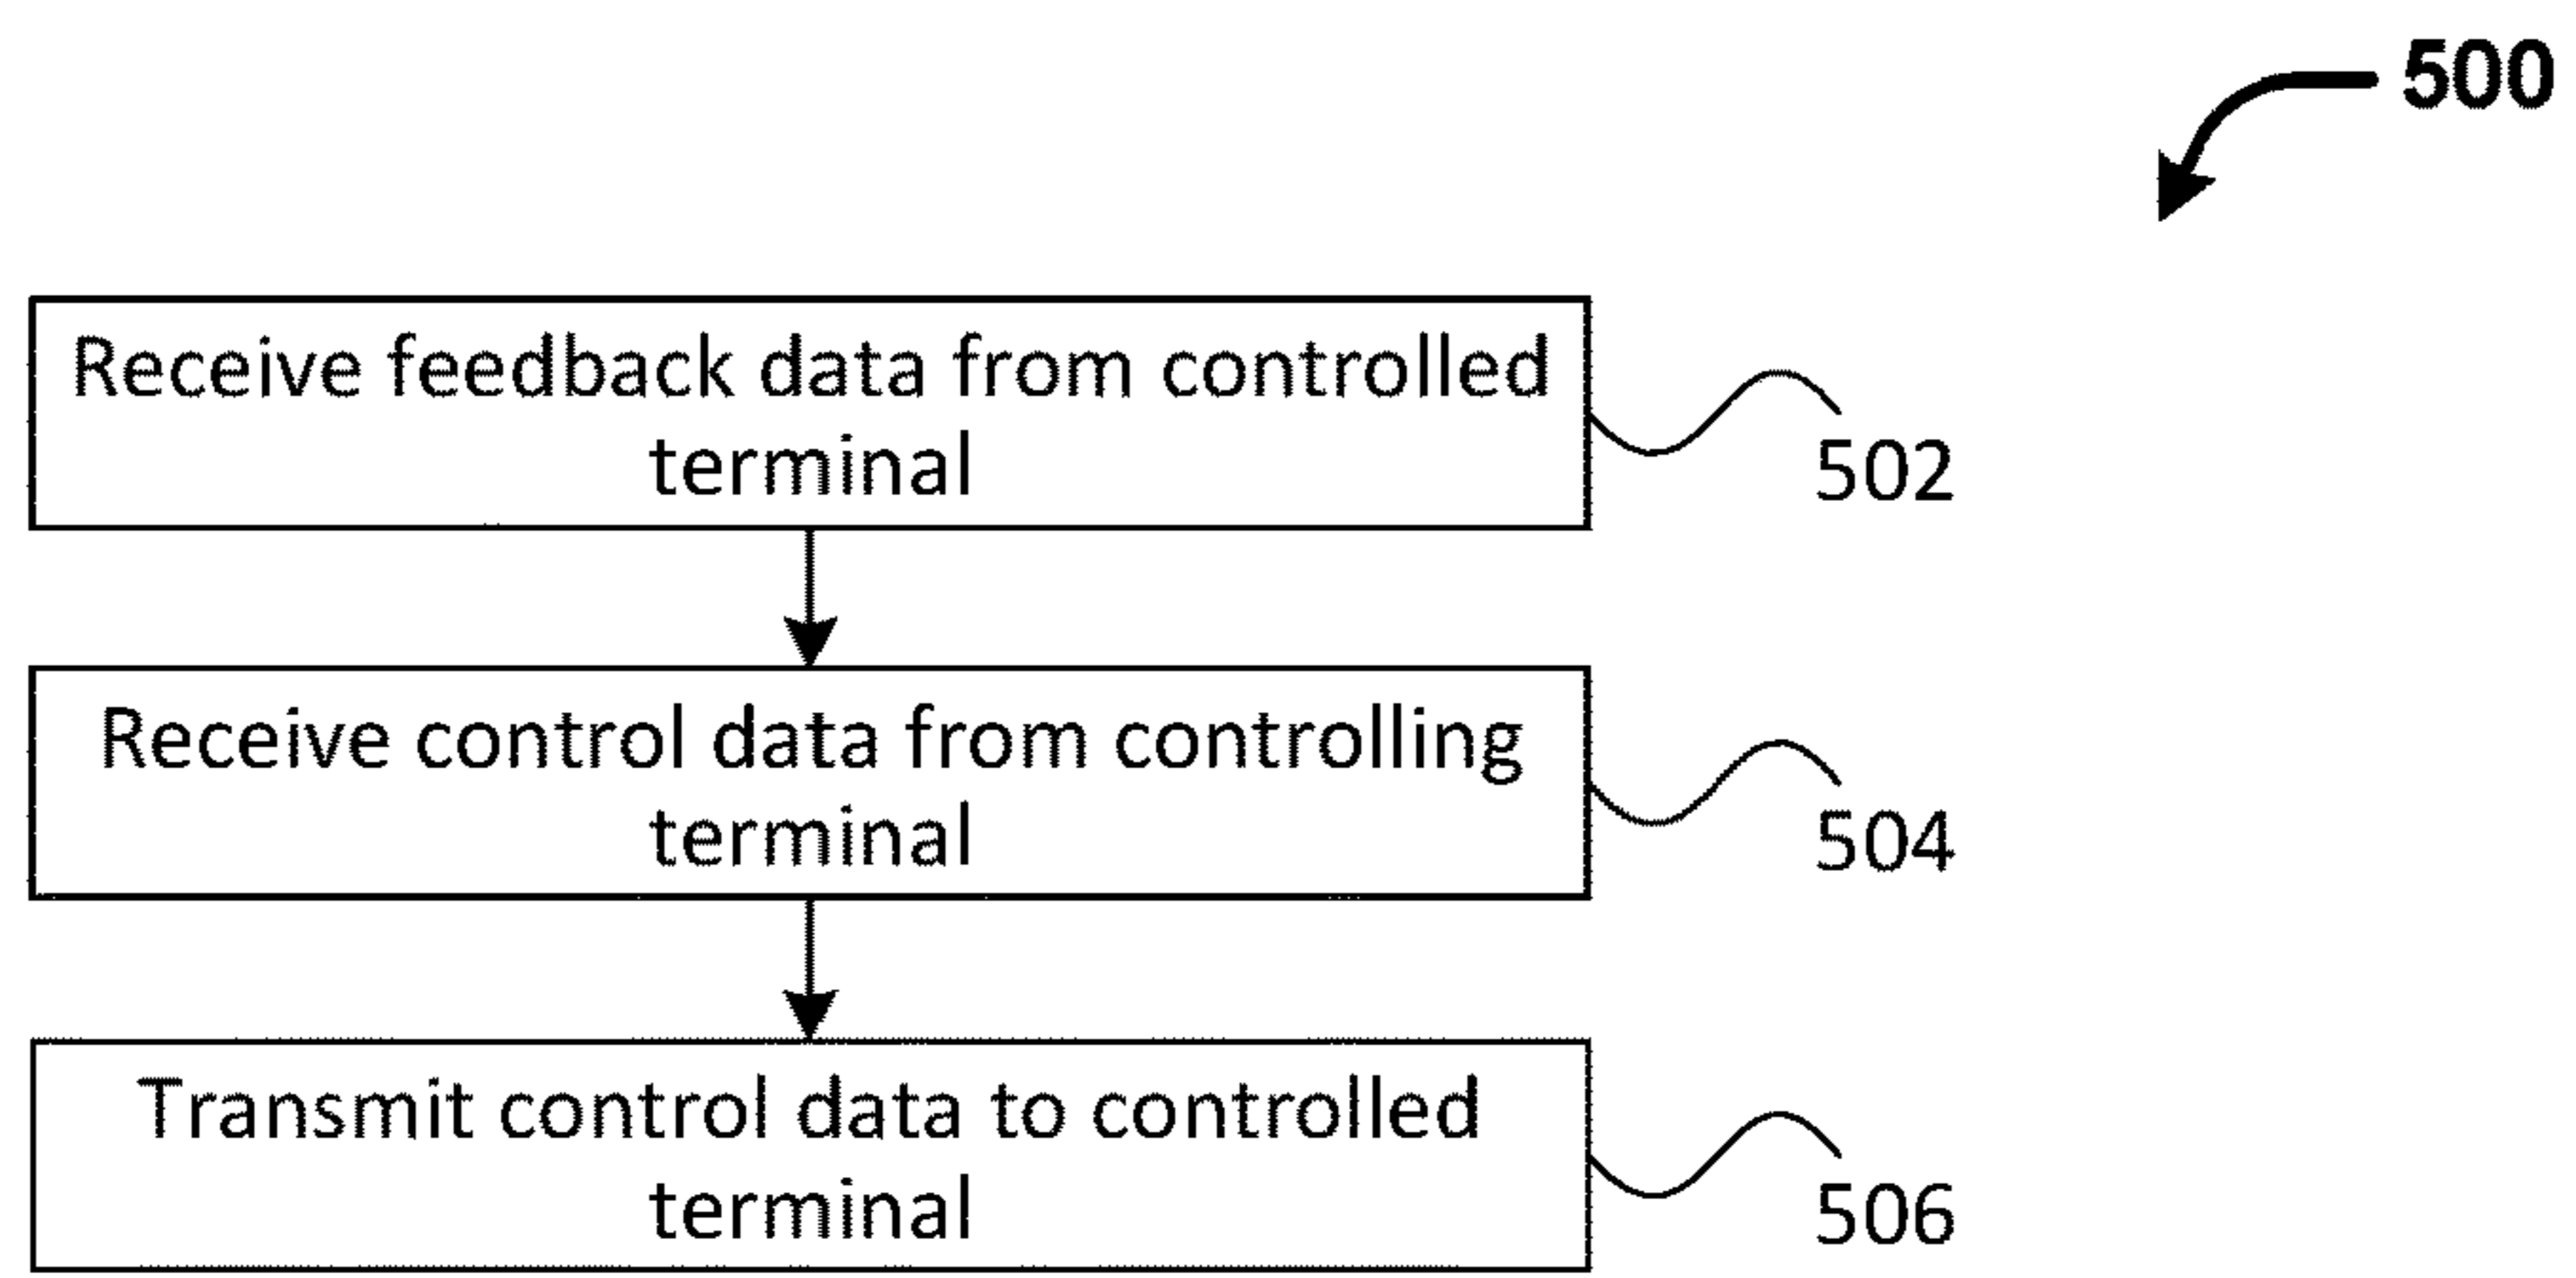 500
Receive feedback data from controlled
terminal
502
Receive control data from controlling
terminal
504
Transmit control data to controlled
terminal
506